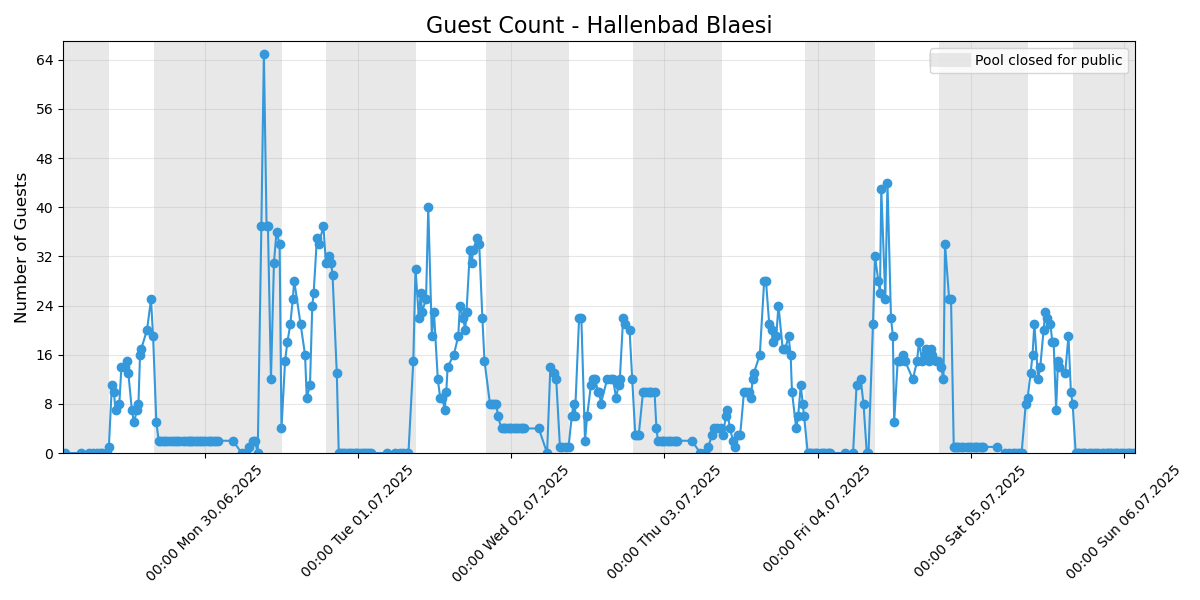 Guest Count - Hallenbad Blaesi
Pool closed for public
Number of Guests
64
56
48
40
32
24
16
8
0
00:00 Mon 30.06.2025
00:00 Tue 01.07.2025
00:00 Wed 02.07.2025
00:00 Thu 03.07.2025
00:00 Fri 04.07.2025
00:00 Sat 05.07.2025
00:00 Sun 06.07.2025